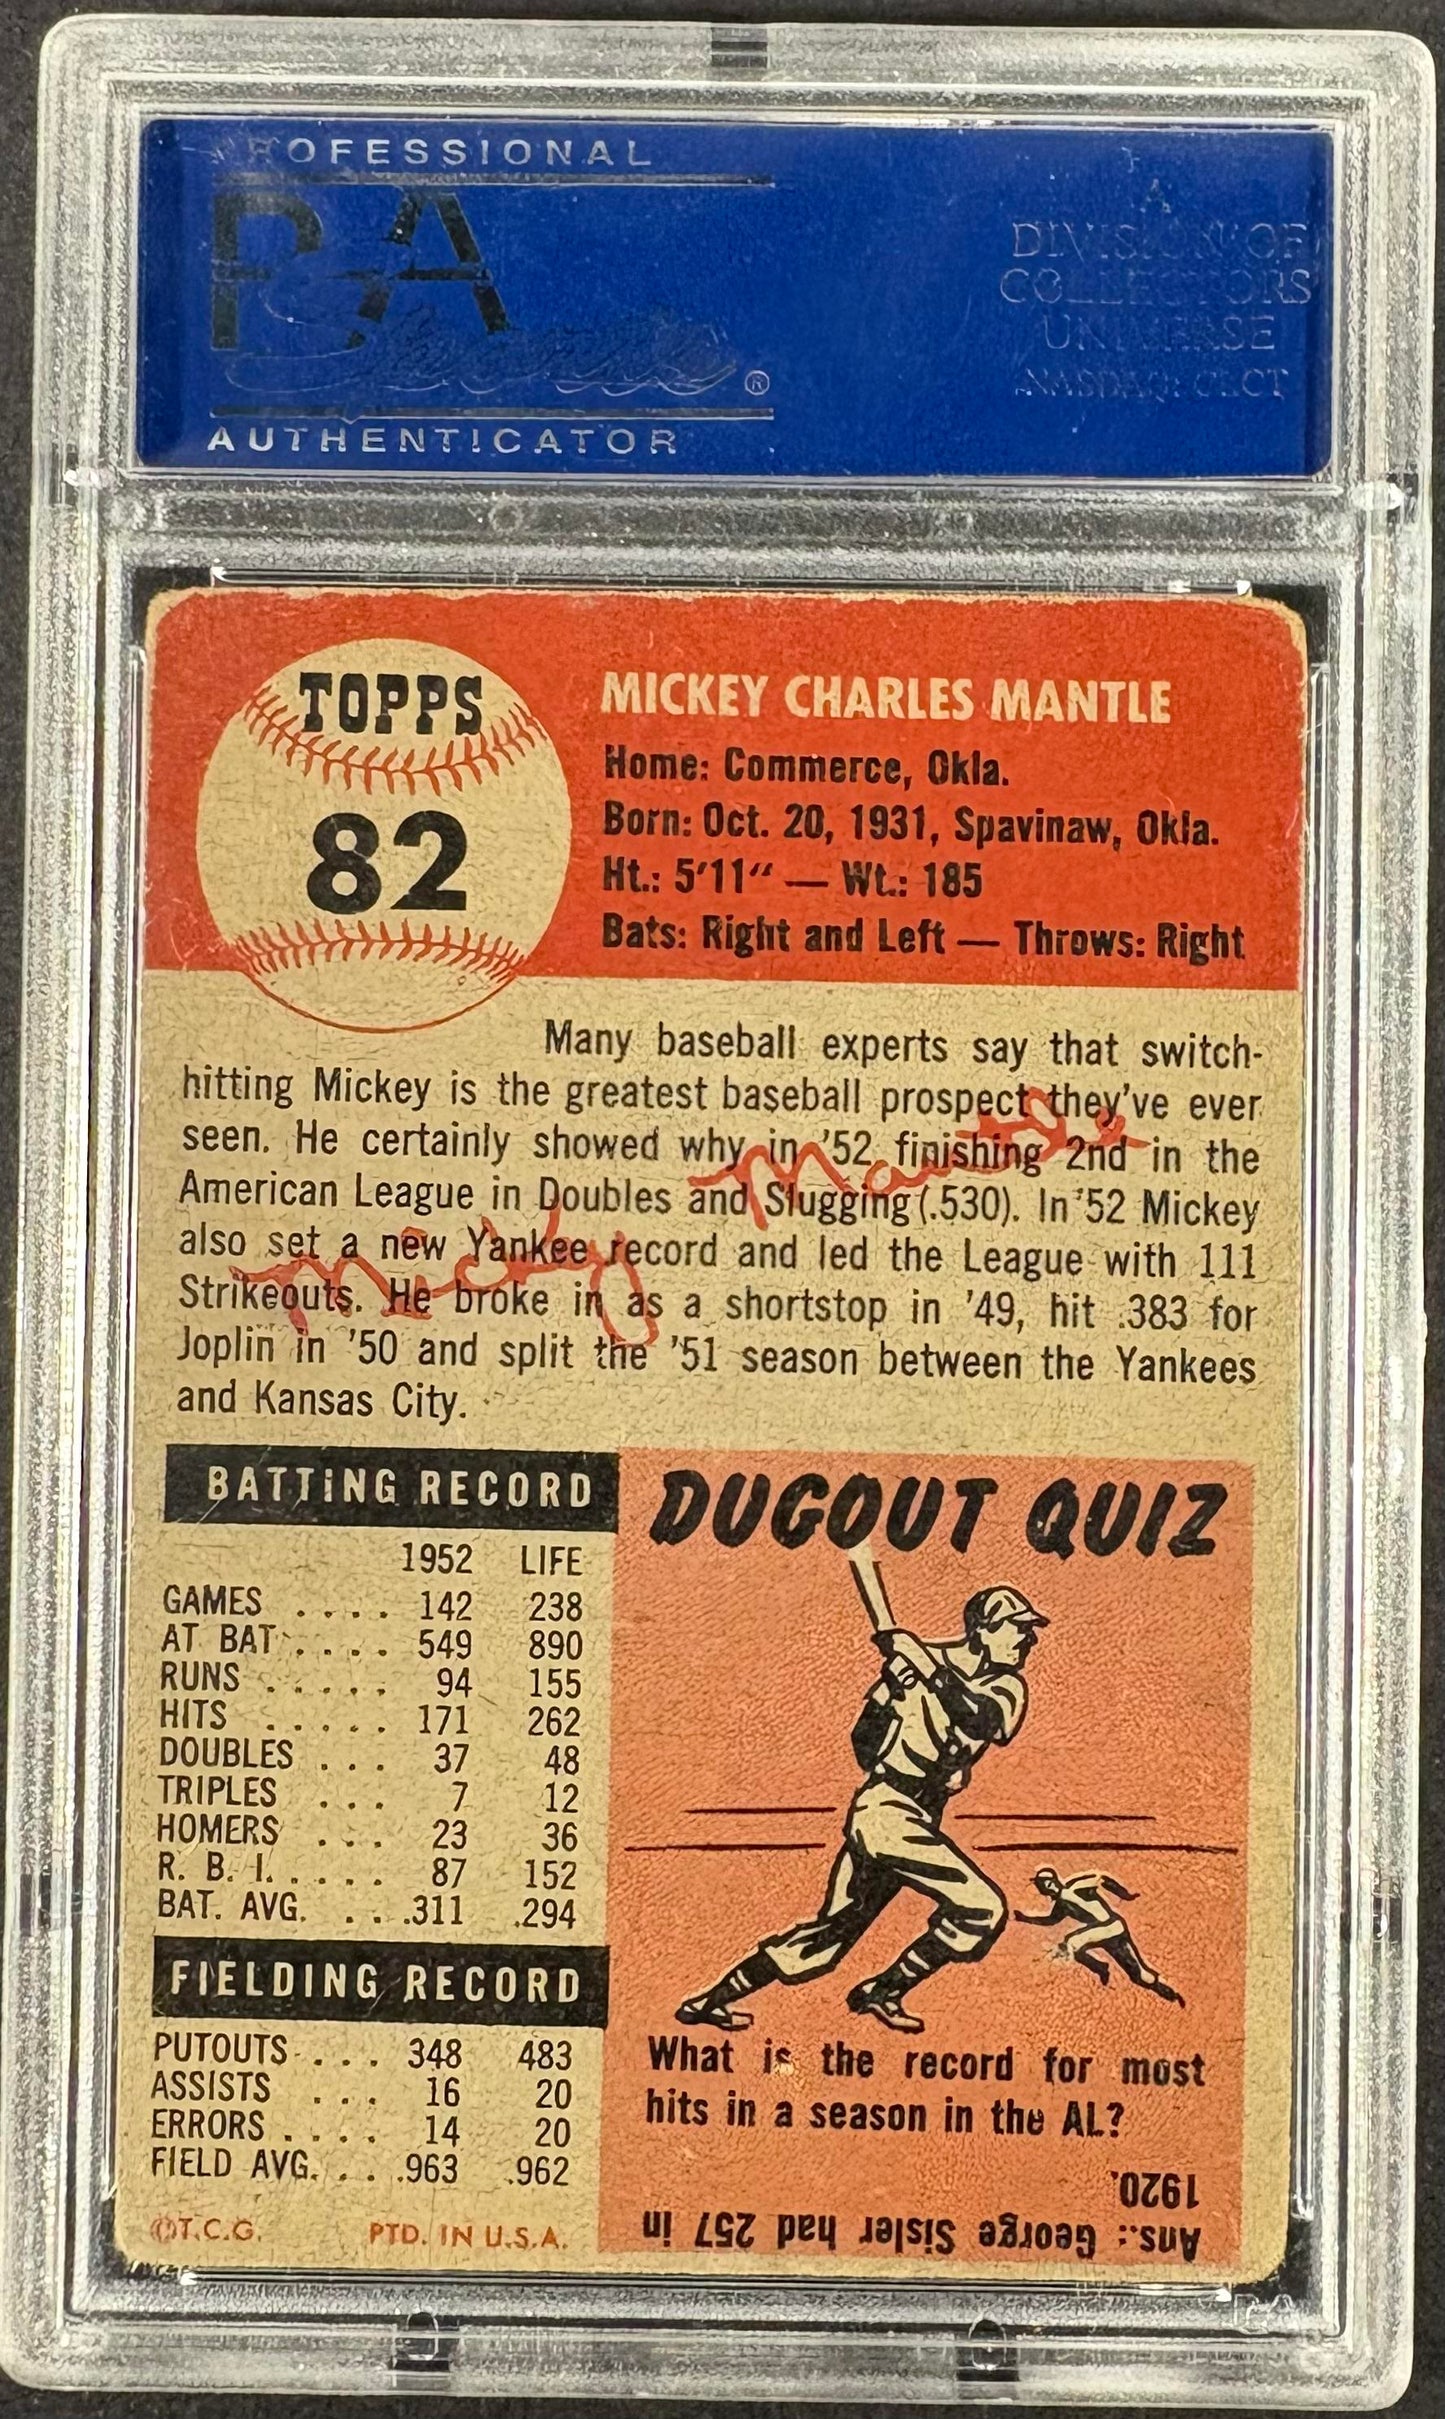 PROFESSIONAL
PSA
Sports
®
AUTHENTICATOR
A
DIVISION OF
COLLECTORS
UNIVERSE
NASDAQ: CLCT
TOPPS
82
MICKEY CHARLES MANTLE
Home: Commerce, Okla.
Born: Oct. 20, 1931, Spavinaw, Okla.
Ht.: 5'11" — Wt.: 185
Bats: Right and Left — Throws: Right
Many baseball experts say that switch-
hitting Mickey is the greatest baseball prospect they've ever
seen. He certainly showed why in '52 finishing 2nd in the
American League in Doubles and Slugging (.530). In '52 Mickey
also set a new Yankee record and led the League with 111
Strikeouts. He broke in as a shortstop in '49, hit .383 for
Joplin in '50 and split the '51 season between the Yankees
and Kansas City.
Mickey Mantle
BATTING RECORD
1952 LIFE
GAMES .... 142 238
AT BAT .... 549 890
RUNS ..... 94 155
HITS ..... 171 262
DOUBLES ... 37 48
TRIPLES ... 7 12
HOMERS ... 23 36
R. B. I. .... 87 152
BAT. AVG. ... .311 .294
FIELDING RECORD
PUTOUTS ... 348 483
ASSISTS ... 16 20
ERRORS .... 14 20
FIELD AVG. .. .963 .962
©T.C.G. PTD. IN U.S.A.
DUGOUT QUIZ
What is the record for most
hits in a season in the AL?
Ans.: George Sisler had 257 in
1920.